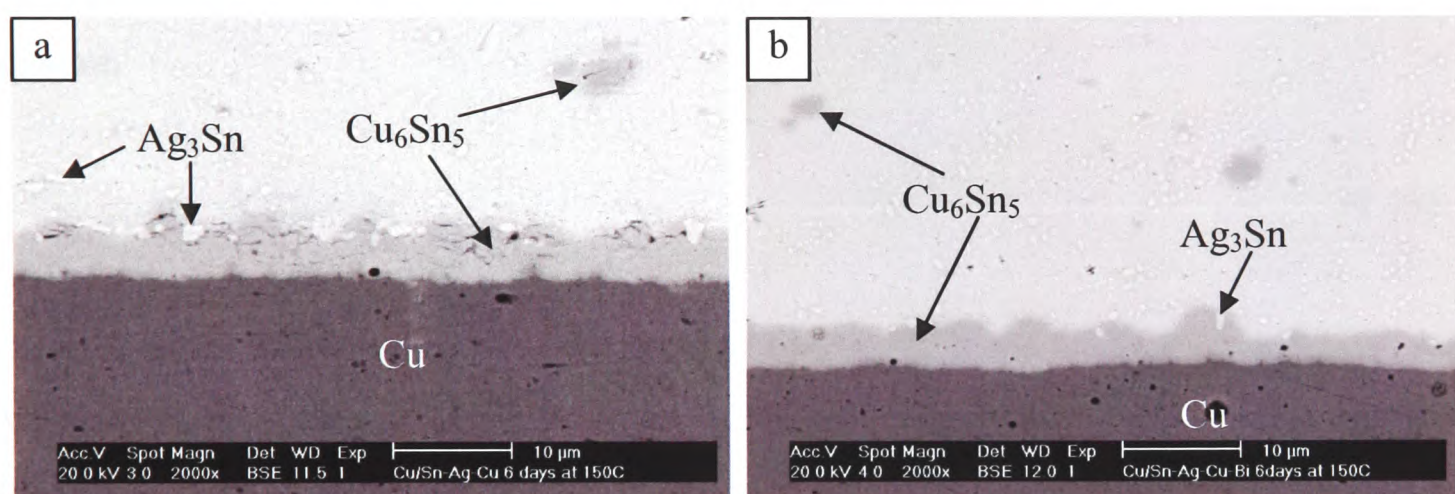 a
Ag₃Sn
Cu₆Sn₅
Cu
Acc.V Spot Magn Det WD Exp 10 µm
20.0 kV 3.0 2000x BSE 11.5 1 Cu/Sn-Ag-Cu 6 days at 150C
b
Cu₆Sn₅
Ag₃Sn
Cu
Acc.V Spot Magn Det WD Exp 10 µm
20.0 kV 4.0 2000x BSE 12.0 1 Cu/Sn-Ag-Cu-Bi 6days at 150C